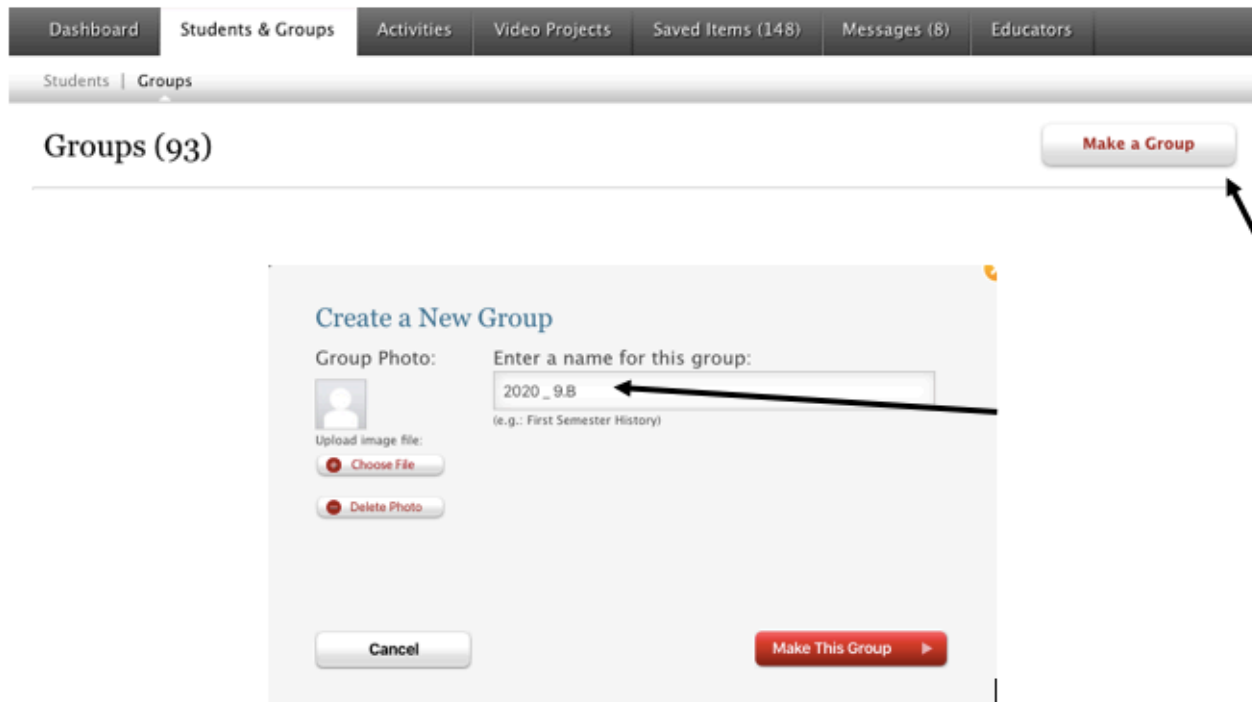 Dashboard Students & Groups Activities Video Projects Saved Items (148) Messages (8) Educators
Students | Groups
Groups (93)
Make a Group
Create a New Group
Group Photo: Enter a name for this group:
2020_9.B
(e.g.: First Semester History)
Upload image file:
Choose File
Delete Photo
Cancel Make This Group